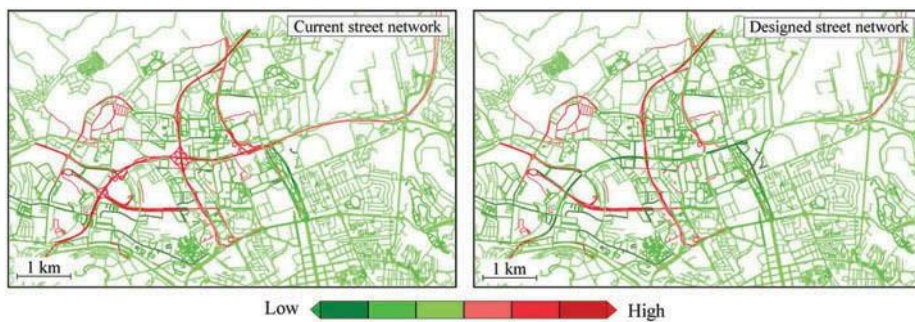 Current street network
Designed street network
1 km
1 km
Low
High